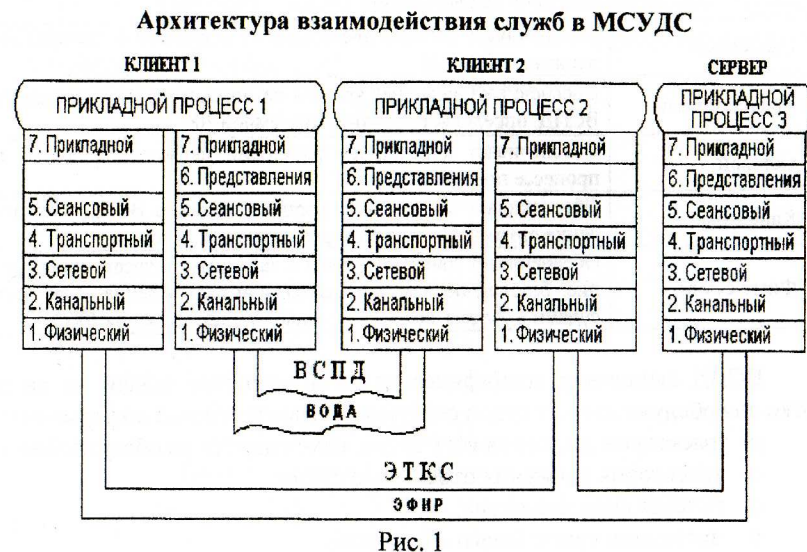 Архитектура взаимодействия служб в МСУДС
КЛИЕНТ 1 КЛИЕНТ 2 СЕРВЕР
ПРИКЛАДНОЙ ПРОЦЕСС 1 ПРИКЛАДНОЙ ПРОЦЕСС 2 ПРИКЛАДНОЙ
ПРОЦЕСС 3
7. Прикладной 7. Прикладной 7. Прикладной 7. Прикладной 7. Прикладной
6. Представления 6. Представления 6. Представления
5. Сеансовый 5. Сеансовый 5. Сеансовый 5. Сеансовый 5. Сеансовый
4. Транспортный 4. Транспортный 4. Транспортный 4. Транспортный 4. Транспортный
3. Сетевой 3. Сетевой 3. Сетевой 3. Сетевой 3. Сетевой
2. Канальный 2. Канальный 2. Канальный 2. Канальный 2. Канальный
1. Физический 1. Физический 1. Физический 1. Физический 1. Физический
ВСПД
ВОДА
ЭТКС
ЭФИР
Рис. 1